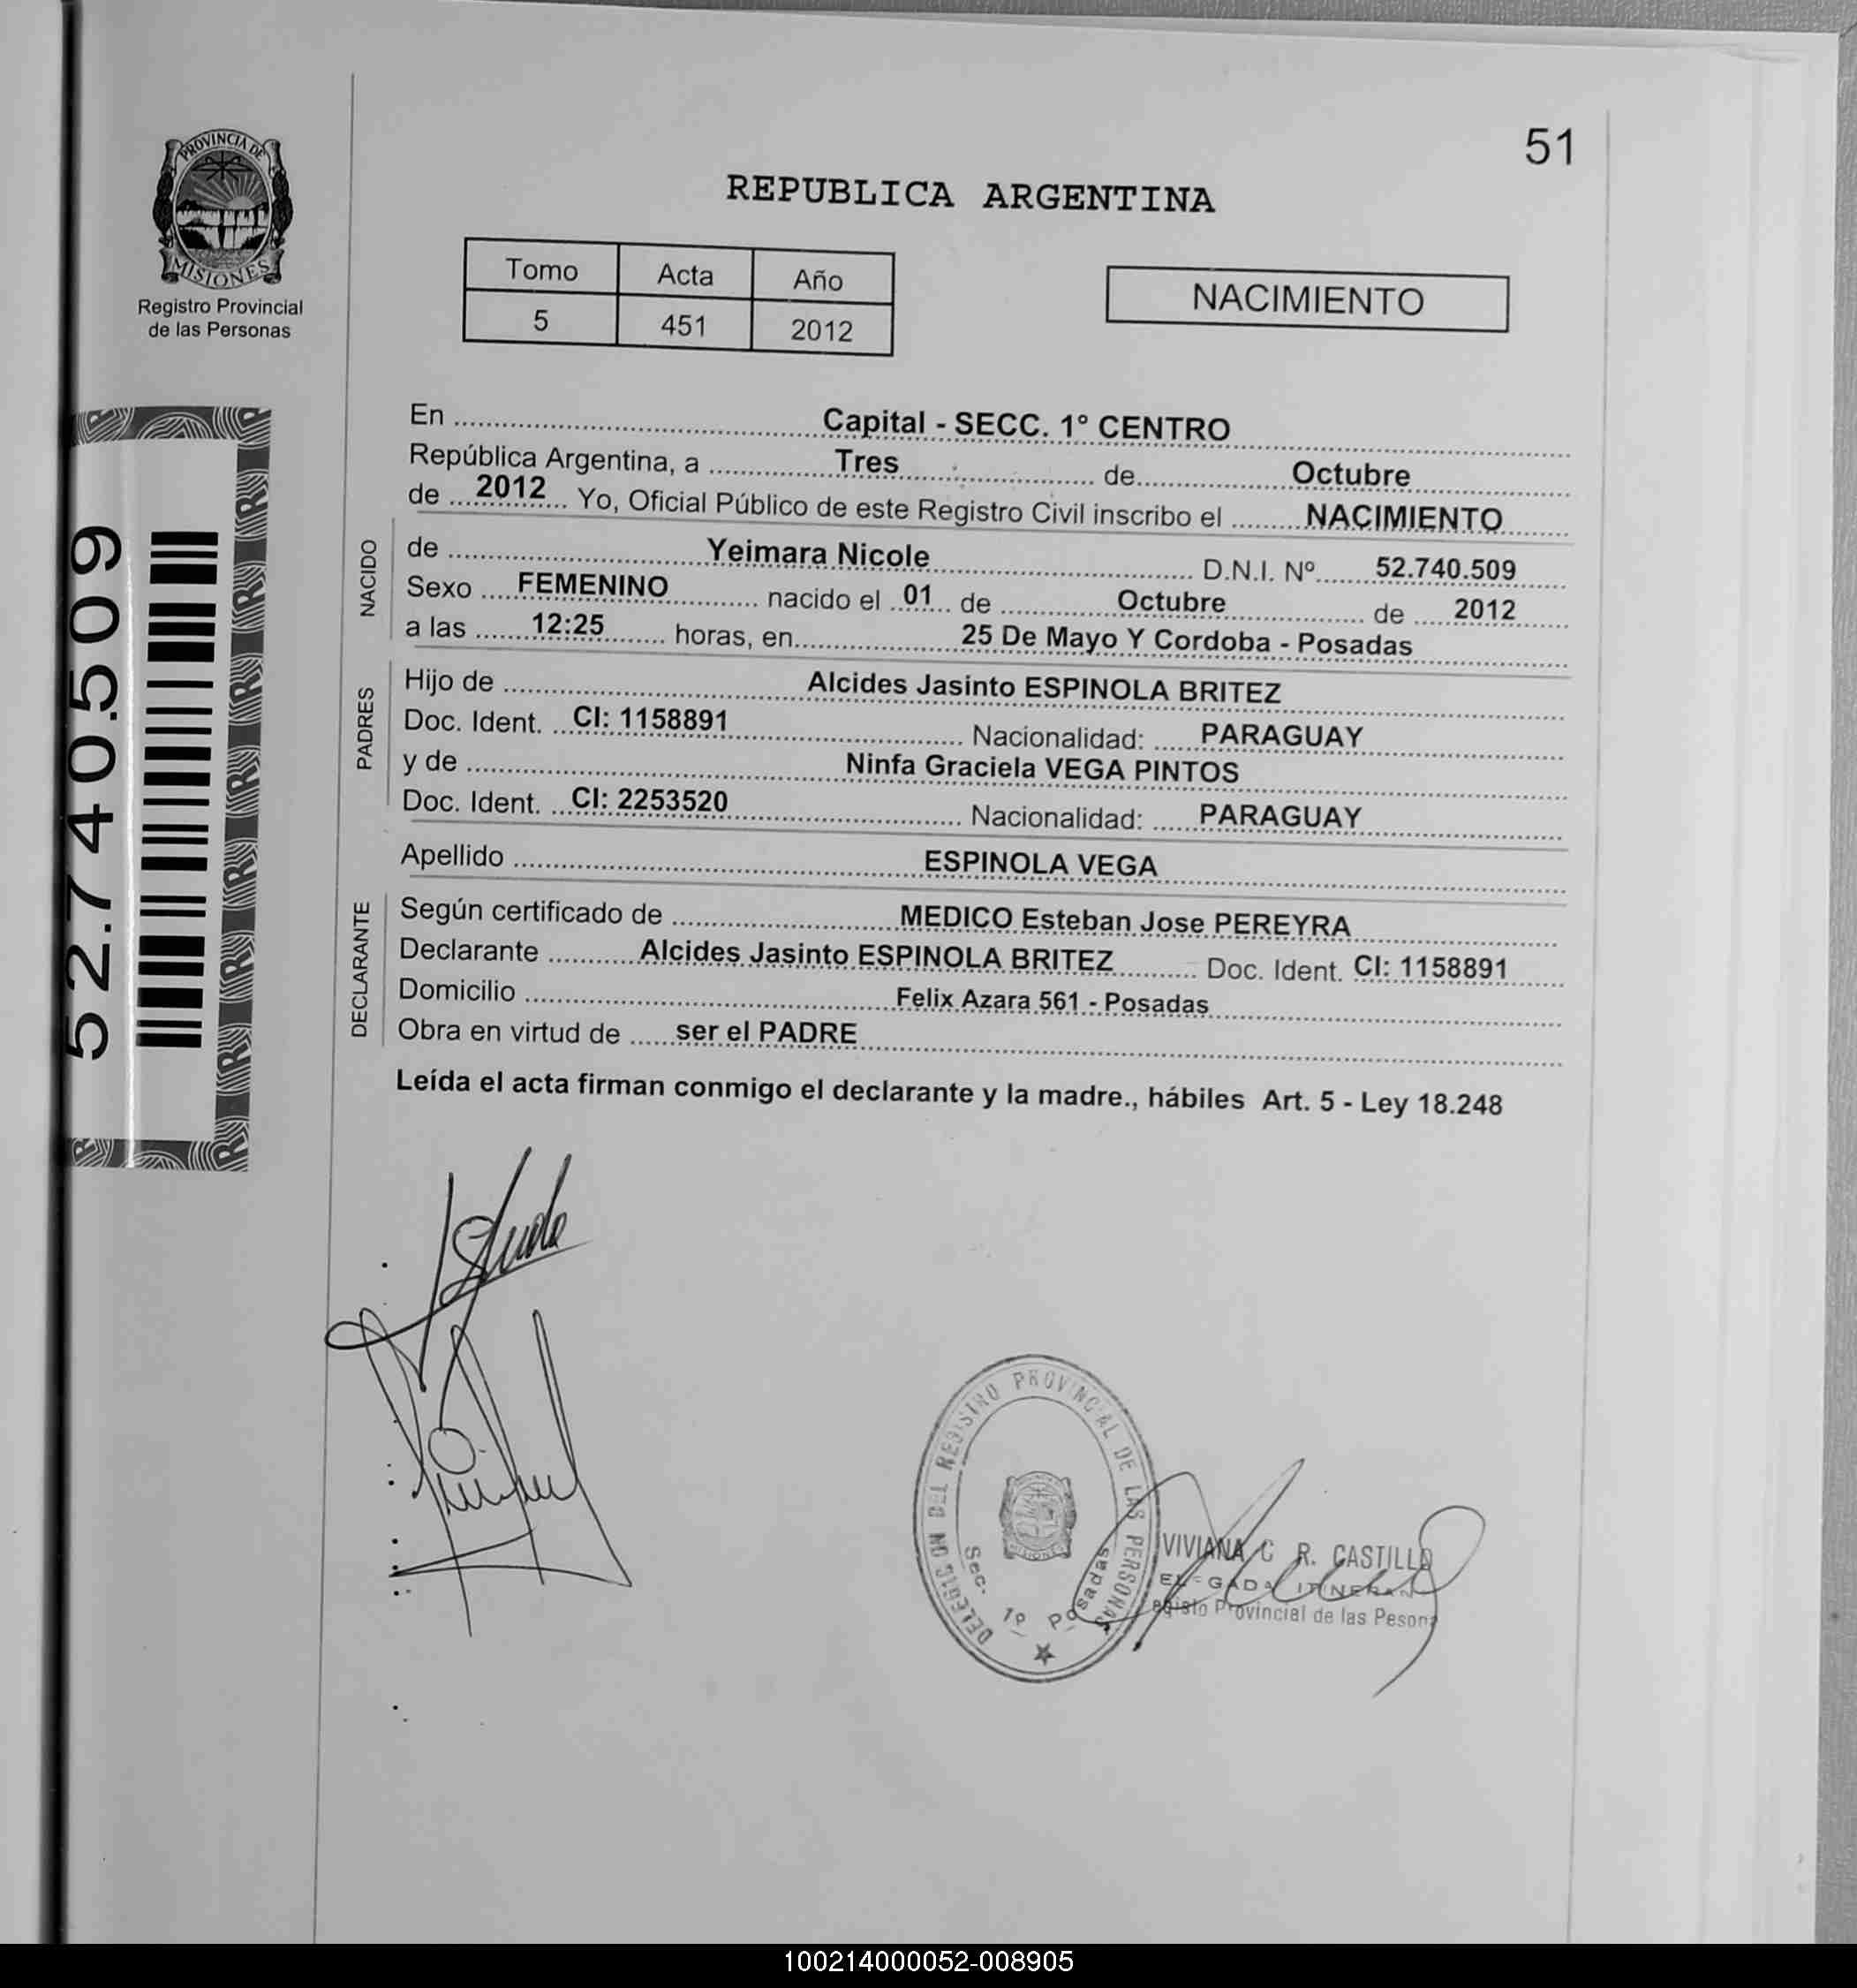 51
PROVINCIA DE
MISIONES
Registro Provincial
de las Personas
REPUBLICA ARGENTINA
Tomo Acta Año
5 451 2012
NACIMIENTO
52.740.509
En Capital - SECC. 1º CENTRO
República Argentina, a Tres de Octubre
de 2012 Yo, Oficial Público de este Registro Civil inscribo el NACIMIENTO
NACIDO
de Yeimara Nicole D.N.I. Nº 52.740.509
Sexo FEMENINO nacido el 01 de Octubre de 2012
a las 12:25 horas, en 25 De Mayo Y Cordoba - Posadas
PADRES
Hijo de Alcides Jasinto ESPINOLA BRITEZ
Doc. Ident. CI: 1158891 Nacionalidad: PARAGUAY
y de Ninfa Graciela VEGA PINTOS
Doc. Ident. CI: 2253520 Nacionalidad: PARAGUAY
Apellido ESPINOLA VEGA
DECLARANTE
Según certificado de MEDICO Esteban Jose PEREYRA
Declarante Alcides Jasinto ESPINOLA BRITEZ Doc. Ident. CI: 1158891
Domicilio Felix Azara 561 - Posadas
Obra en virtud de ser el PADRE
Leída el acta firman conmigo el declarante y la madre., hábiles Art. 5 - Ley 18.248
DEL REGISTRO PROVINCIAL DE LAS PERSONAS
Sec. 1º Posadas
VIVIANA C R. CASTILLO
Provincial de las
100214000052-008905